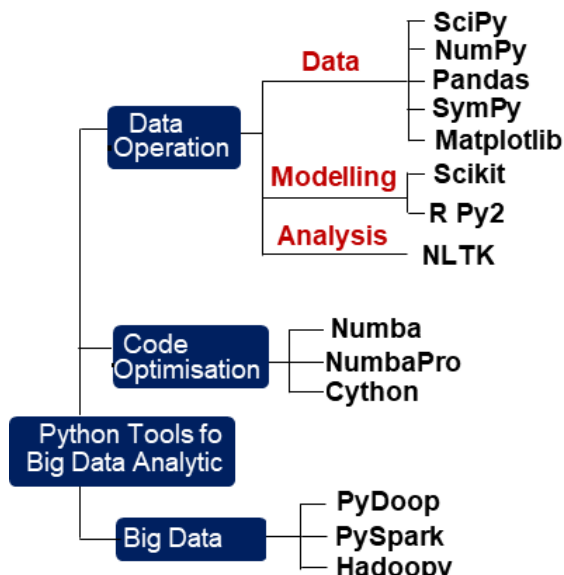 SciPy
NumPy
Data
Pandas
SymPy
Data
Operation
Matplotlib
Modelling
Scikit
R Py2
Analysis
NLTK
Numba
Code
Optimisation
NumbaPro
Cython
Python Tools fo
Big Data Analytic
PyDoop
Big Data
PySpark
Hadoopy